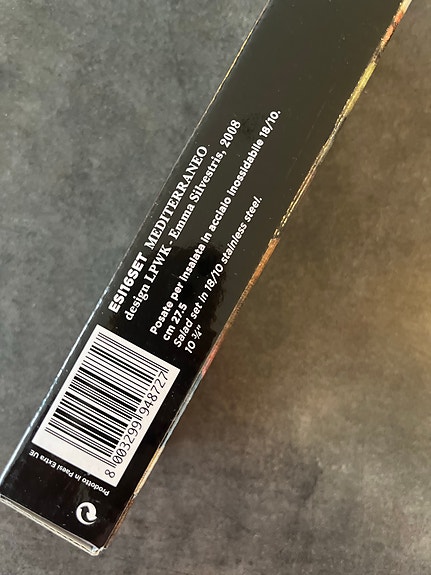 ESI16SET MEDITERRANEO
design LPWK - Emma Silvestris, 2008
Posate per insalata in acciaio inossidabile 18/10.
cm 27.5
Salad set in 18/10 stainless steel.
10 ¾"
8 003299 948727
Prodotto in Paesi Extra UE